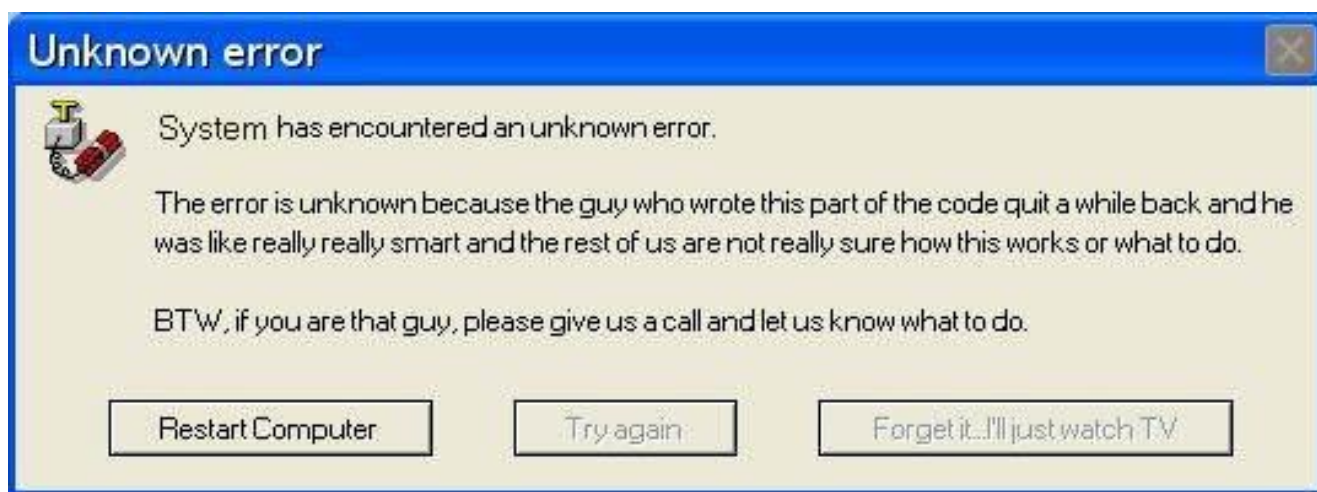 Unknown error
System has encountered an unknown error.
The error is unknown because the guy who wrote this part of the code quit a while back and he
was like really really smart and the rest of us are not really sure how this works or what to do.
BTW, if you are that guy, please give us a call and let us know what to do.
Restart Computer
Try again
Forget it...I'll just watch TV